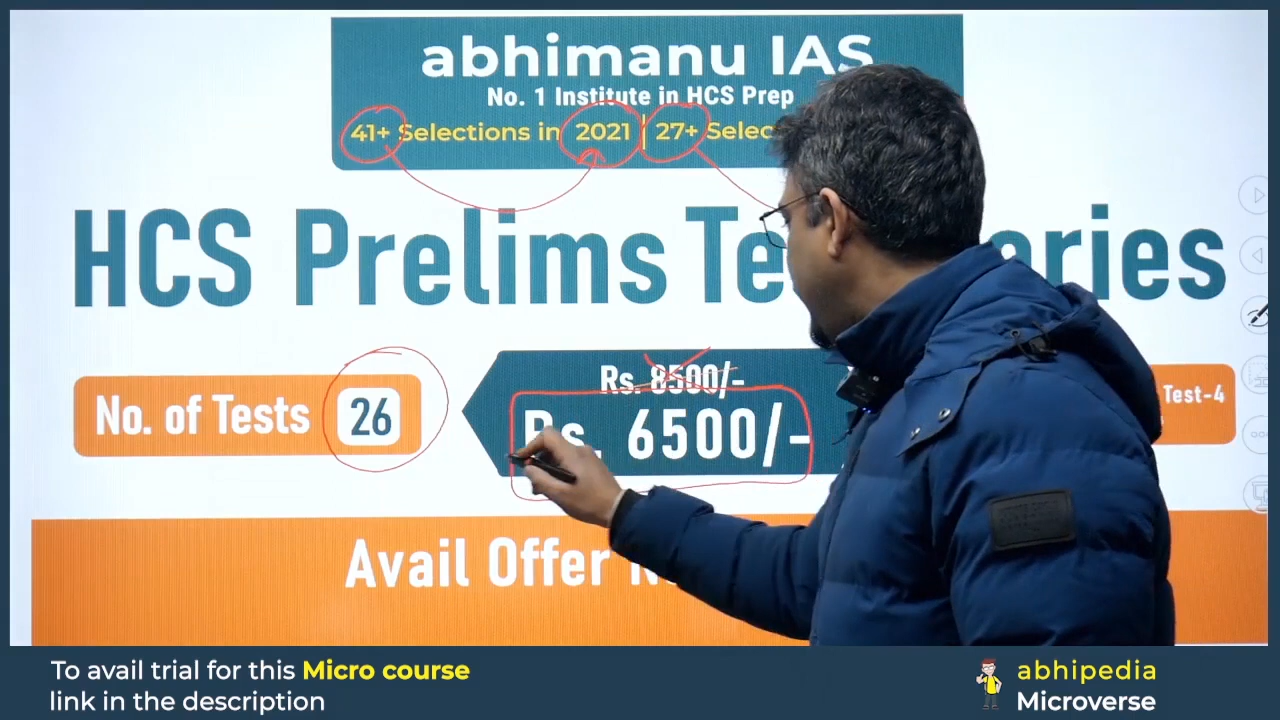 abhimanu IAS
No. 1 Institute in HCS Prep
41+ Selections in 2021 | 27+
HCS Prelims
No. of Tests 26
Rs. 8500/-
Rs. 6500/-
Test-4
Avail Offer
To avail trial for this Micro course
link in the description
abhipedia
Microverse